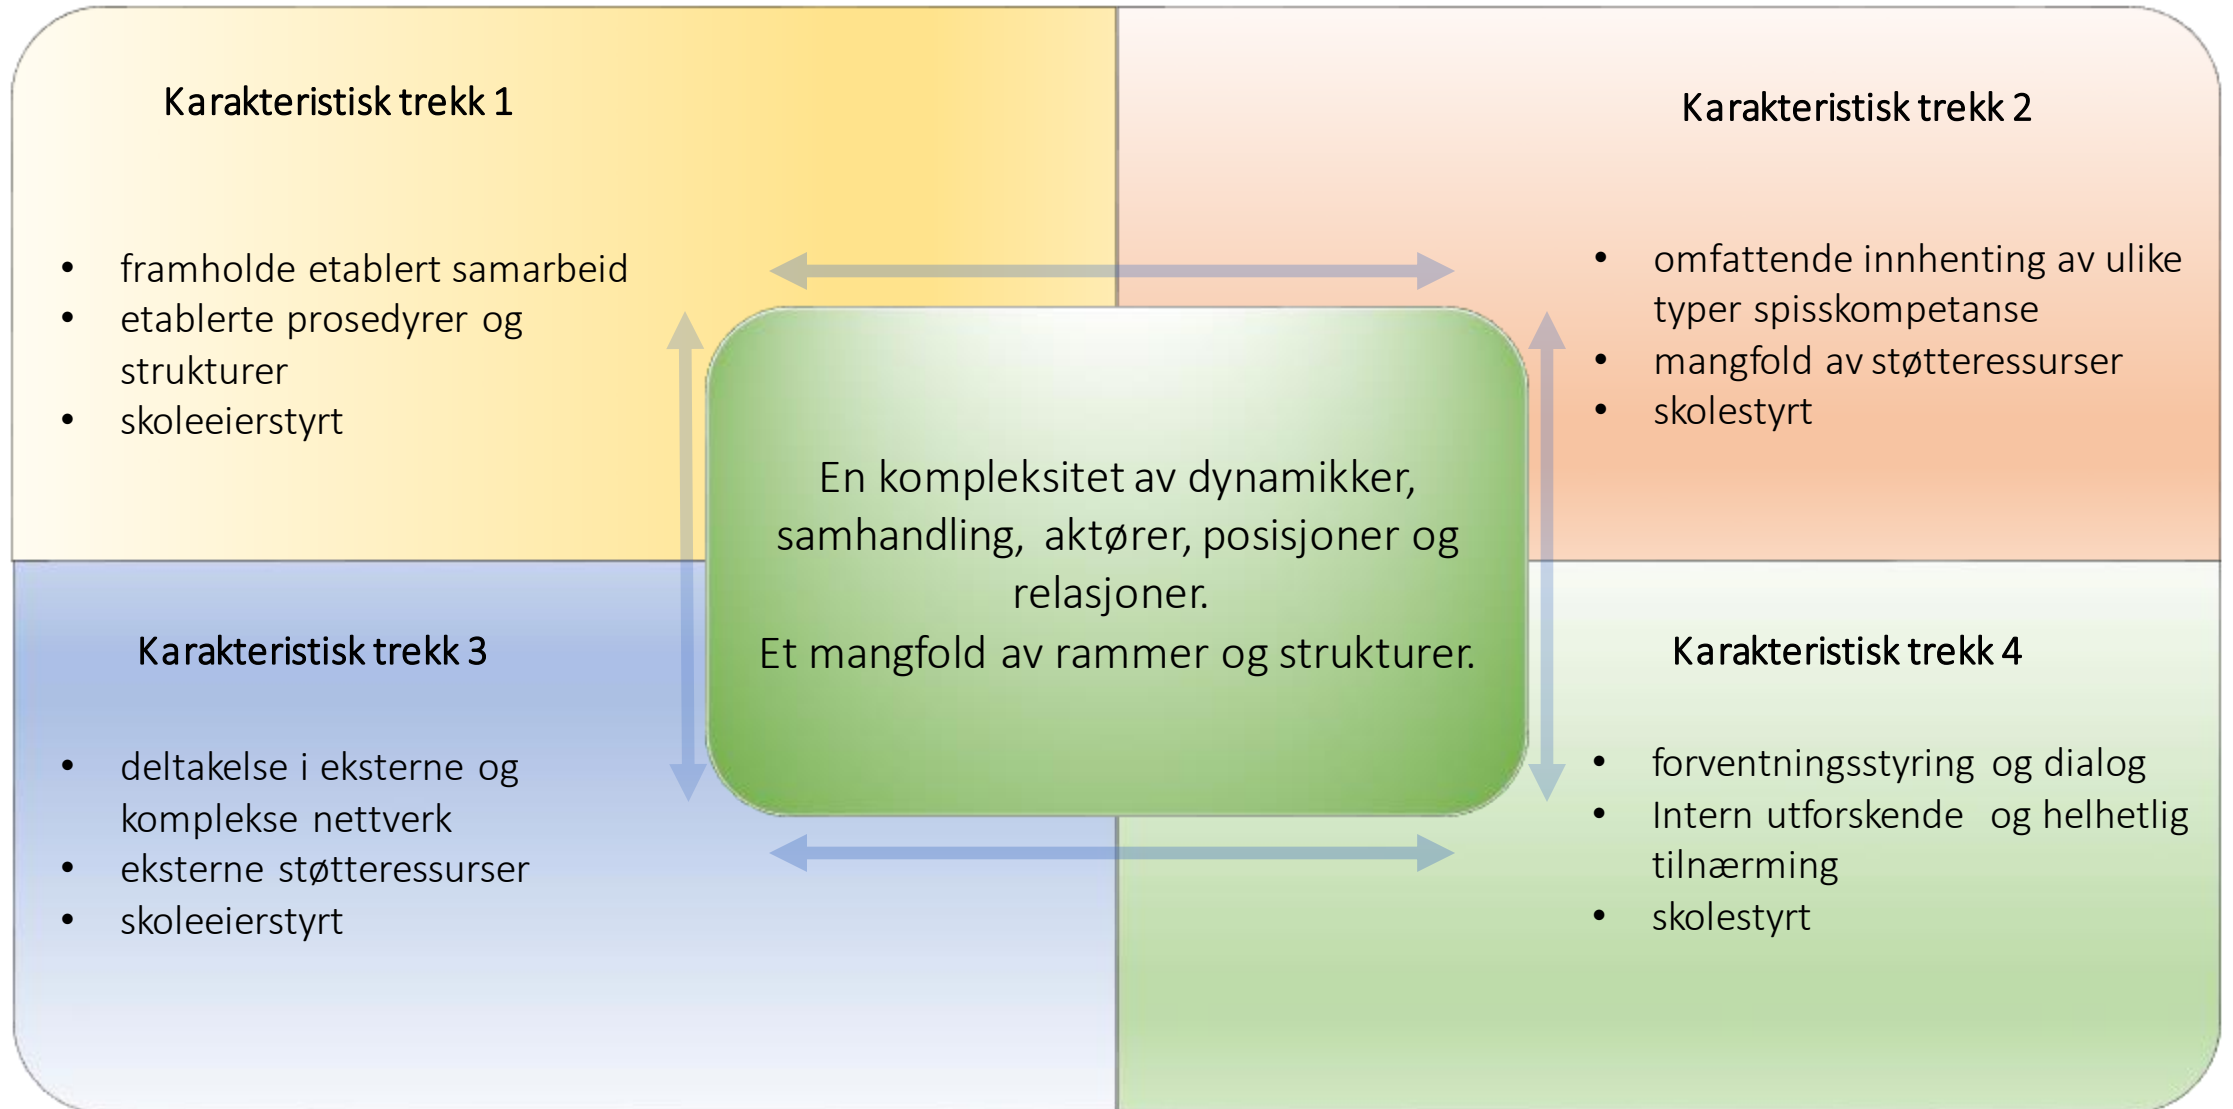 Karakteristisk trekk 1
• framholde etablert samarbeid
• etablerte prosedyrer og
strukturer
• skoleeierstyrt
Karakteristisk trekk 2
• omfattende innhenting av ulike
typer spisskompetanse
• mangfold av støtteressurser
• skolestyrt
En kompleksitet av dynamikker,
samhandling, aktører, posisjoner og
relasjoner.
Et mangfold av rammer og strukturer.
Karakteristisk trekk 3
• deltakelse i eksterne og
komplekse nettverk
• eksterne støtteressurser
• skoleeierstyrt
Karakteristisk trekk 4
• forventningsstyring og dialog
• Intern utforskende og helhetlig
tilnærming
• skolestyrt